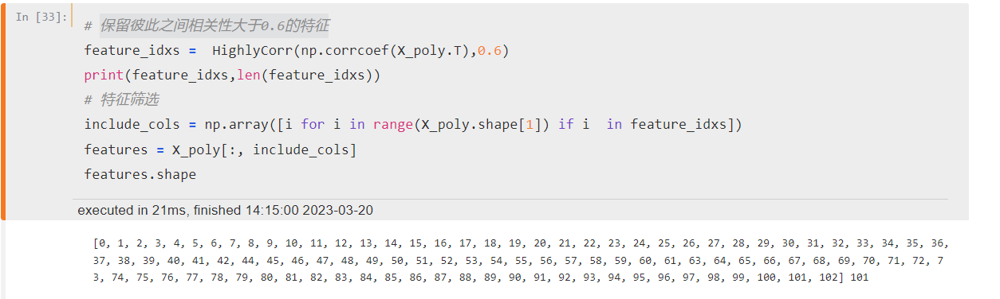 In [33]:
# 保留彼此之间相关性大于0.6的特征
feature_idxs =  HighlyCorr(np.corrcoef(X_poly.T),0.6)
print(feature_idxs,len(feature_idxs))
# 特征筛选
include_cols = np.array([i for i in range(X_poly.shape[1]) if i  in feature_idxs])
features = X_poly[:, include_cols]
features.shape
executed in 21ms, finished 14:15:00 2023-03-20
[0, 1, 2, 3, 4, 5, 6, 7, 8, 9, 10, 11, 12, 13, 14, 15, 16, 17, 18, 19, 20, 21, 22, 23, 24, 25, 26, 27, 28, 29, 30, 31, 32, 33, 34, 35, 36,
37, 38, 39, 40, 41, 42, 44, 45, 46, 47, 48, 49, 50, 51, 52, 53, 54, 55, 56, 57, 58, 59, 60, 61, 63, 64, 65, 66, 67, 68, 69, 70, 71, 72, 7
3, 74, 75, 76, 77, 78, 79, 80, 81, 82, 83, 84, 85, 86, 87, 88, 89, 90, 91, 92, 93, 94, 95, 96, 97, 98, 99, 100, 101, 102] 101